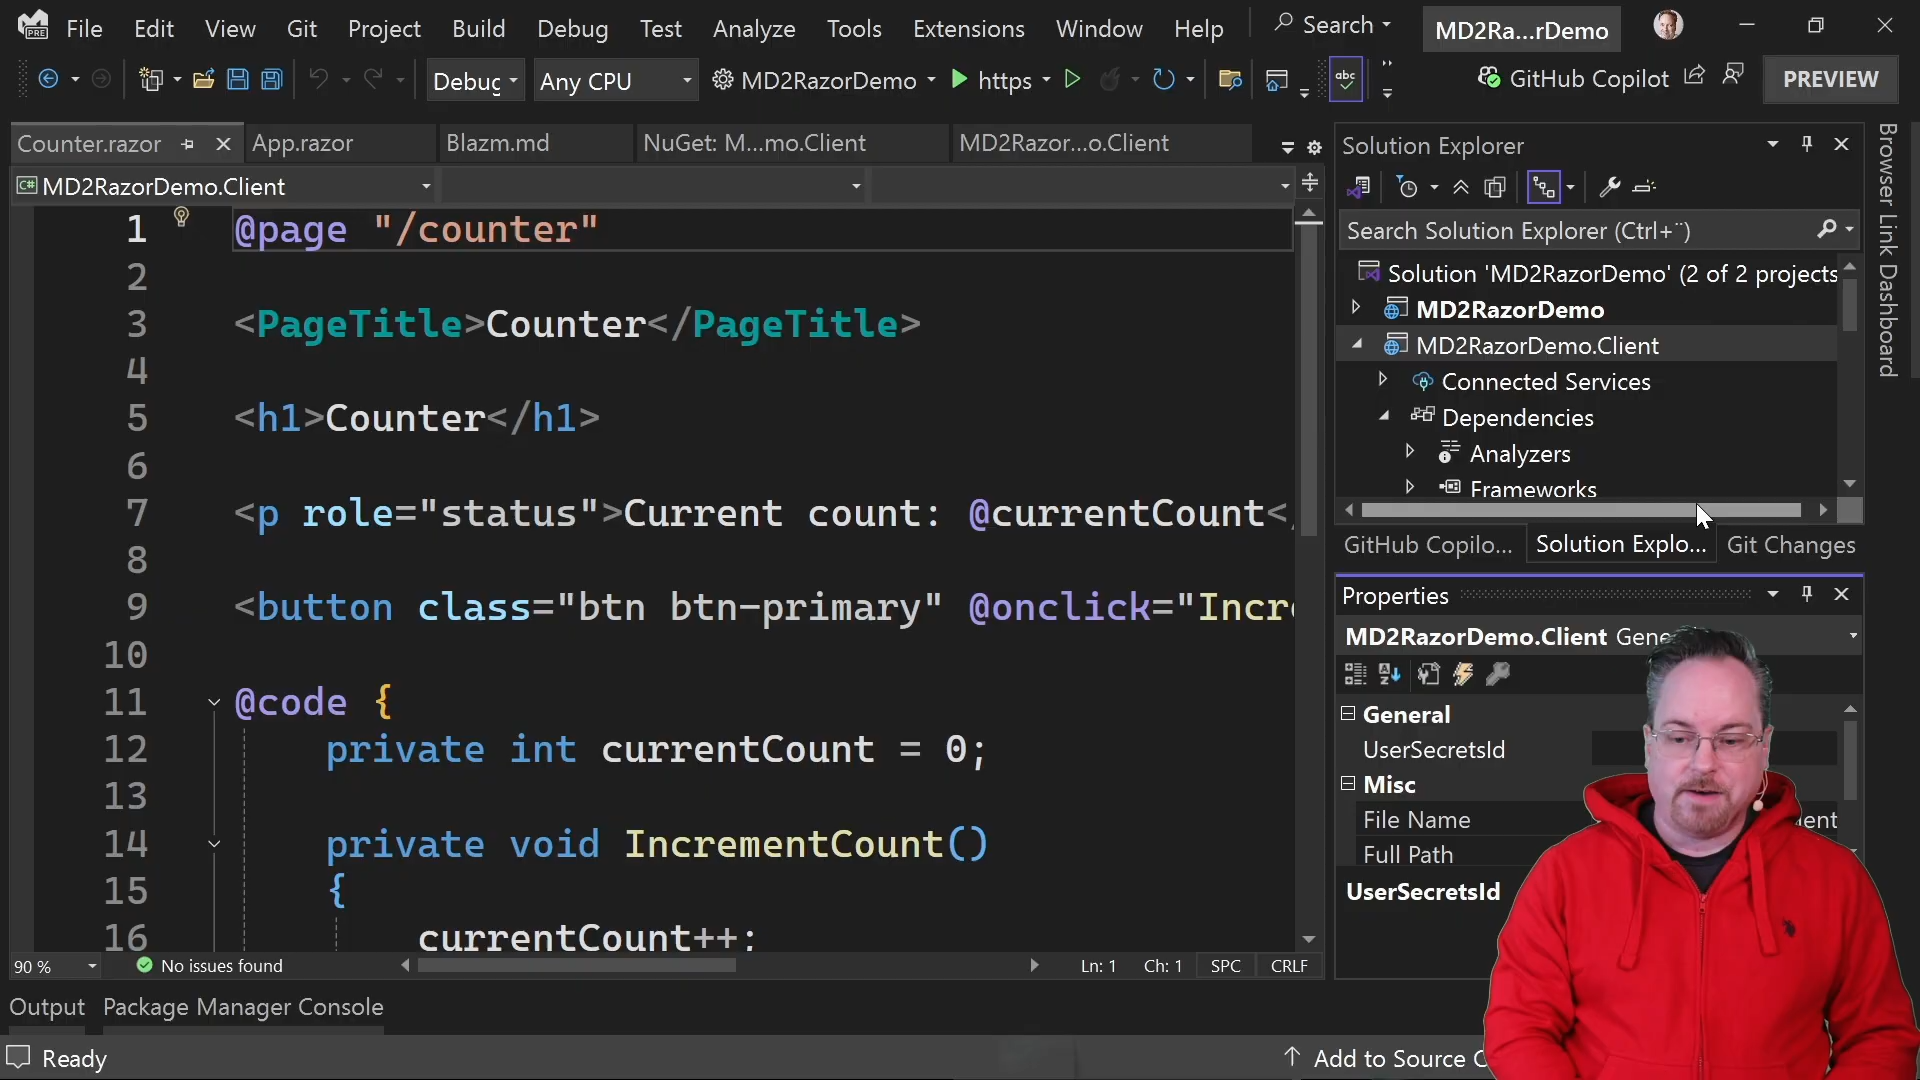 File Edit View Git Project Build Debug Test Analyze Tools Extensions Window Help Search MD2Ra...rDemo
PRE
Debug Any CPU MD2RazorDemo https abc GitHub Copilot PREVIEW
Counter.razor App.razor Blazm.md NuGet: M...mo.Client MD2Razor...o.Client
C# MD2RazorDemo.Client
1 @page "/counter"
2
3 <PageTitle>Counter</PageTitle>
4
5 <h1>Counter</h1>
6
7 <p role="status">Current count: @currentCount<
8
9 <button class="btn btn-primary" @onclick="Incr
10
11 @code {
12 private int currentCount = 0;
13
14 private void IncrementCount()
15 {
16 currentCount++;
90 % No issues found Ln: 1 Ch: 1 SPC CRLF
Output Package Manager Console
Ready
Add to Source C
Solution Explorer
Search Solution Explorer (Ctrl+¨)
Solution 'MD2RazorDemo' (2 of 2 projects
MD2RazorDemo
MD2RazorDemo.Client
Connected Services
Dependencies
Analyzers
Frameworks
GitHub Copilo... Solution Explo... Git Changes
Properties
MD2RazorDemo.Client Gene
General
UserSecretsId
Misc
File Name ent
Full Path
UserSecretsId
Browser Link Dashboard